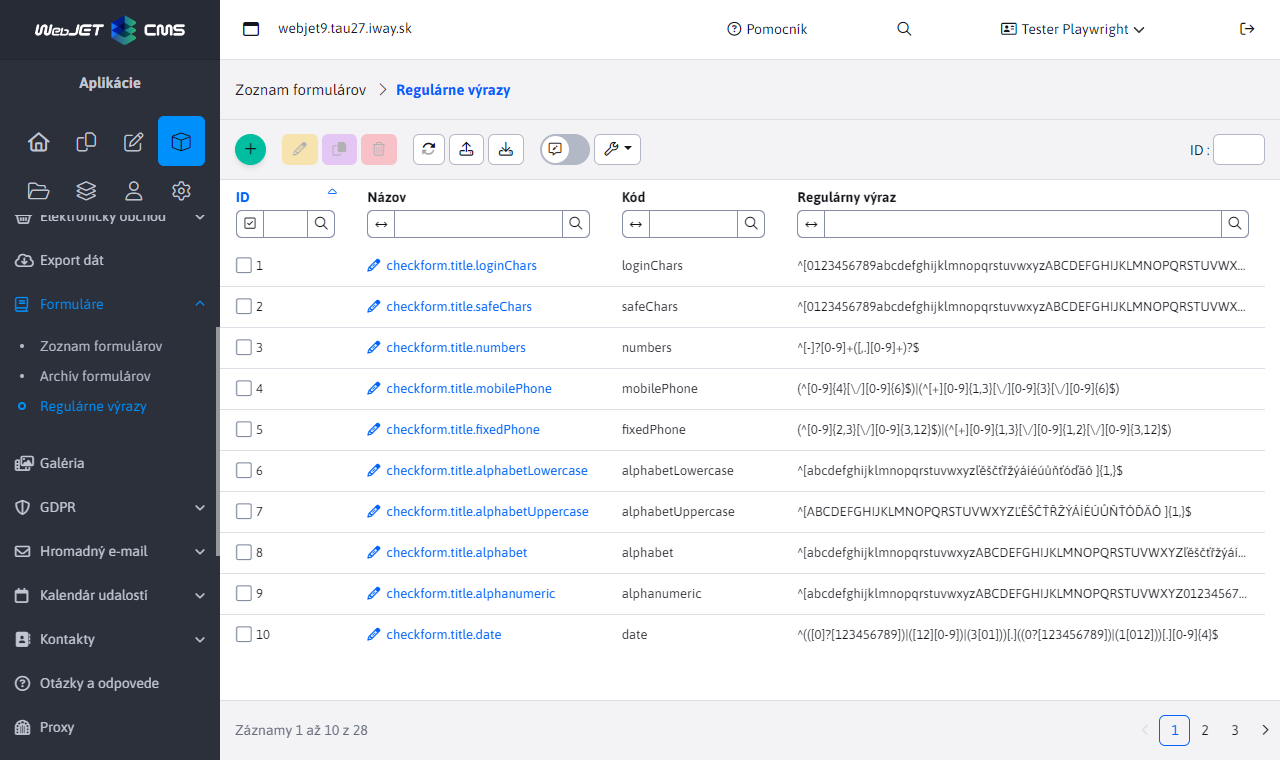 WebJET CMS
webjet9.tau27.iway.sk
Pomocník
Tester Playwright
Aplikácie
Elektronický obchod
Export dát
Formuláre
Zoznam formulárov
Archív formulárov
Regulárne výrazy
Galéria
GDPR
Hromadný e-mail
Kalendár udalostí
Kontakty
Otázky a odpovede
Proxy
Zoznam formulárov > Regulárne výrazy
ID :
ID Názov Kód Regulárny výraz
1 checkform.title.loginChars loginChars ^[0123456789abcdefghijklmnopqrstuvwxyzABCDEFGHIJKLMNOPQRSTUVWX...
2 checkform.title.safeChars safeChars ^[0123456789abcdefghijklmnopqrstuvwxyzABCDEFGHIJKLMNOPQRSTUVWX...
3 checkform.title.numbers numbers ^[-]?[0-9]+([,.][0-9]+)?$
4 checkform.title.mobilePhone mobilePhone (^[0-9]{4}[\/][0-9]{6}$)|(^[+][0-9]{1,3}[\/][0-9]{3}[\/][0-9]{6}$)
5 checkform.title.fixedPhone fixedPhone (^[0-9]{2,3}[\/][0-9]{3,12}$)|(^[+][0-9]{1,3}[\/][0-9]{1,2}[\/][0-9]{3,12}$)
6 checkform.title.alphabetLowercase alphabetLowercase ^[abcdefghijklmnopqrstuvwxyzľěščťřžýáíéúůňťóďäô ]{1,}$
7 checkform.title.alphabetUppercase alphabetUppercase ^[ABCDEFGHIJKLMNOPQRSTUVWXYZĽĚŠČŤŘŽÝÁÍÉÚŮŇŤÓĎÄÔ ]{1,}$
8 checkform.title.alphabet alphabet ^[abcdefghijklmnopqrstuvwxyzABCDEFGHIJKLMNOPQRSTUVWXYZľěščťřžýái...
9 checkform.title.alphanumeric alphanumeric ^[abcdefghijklmnopqrstuvwxyzABCDEFGHIJKLMNOPQRSTUVWXYZ01234567...
10 checkform.title.date date ^(([0]?[123456789])|([12][0-9])|(3[01]))[.]((0?[123456789])|(1[012]))[.][0-9]{4}$
Záznamy 1 až 10 z 28
1 2 3